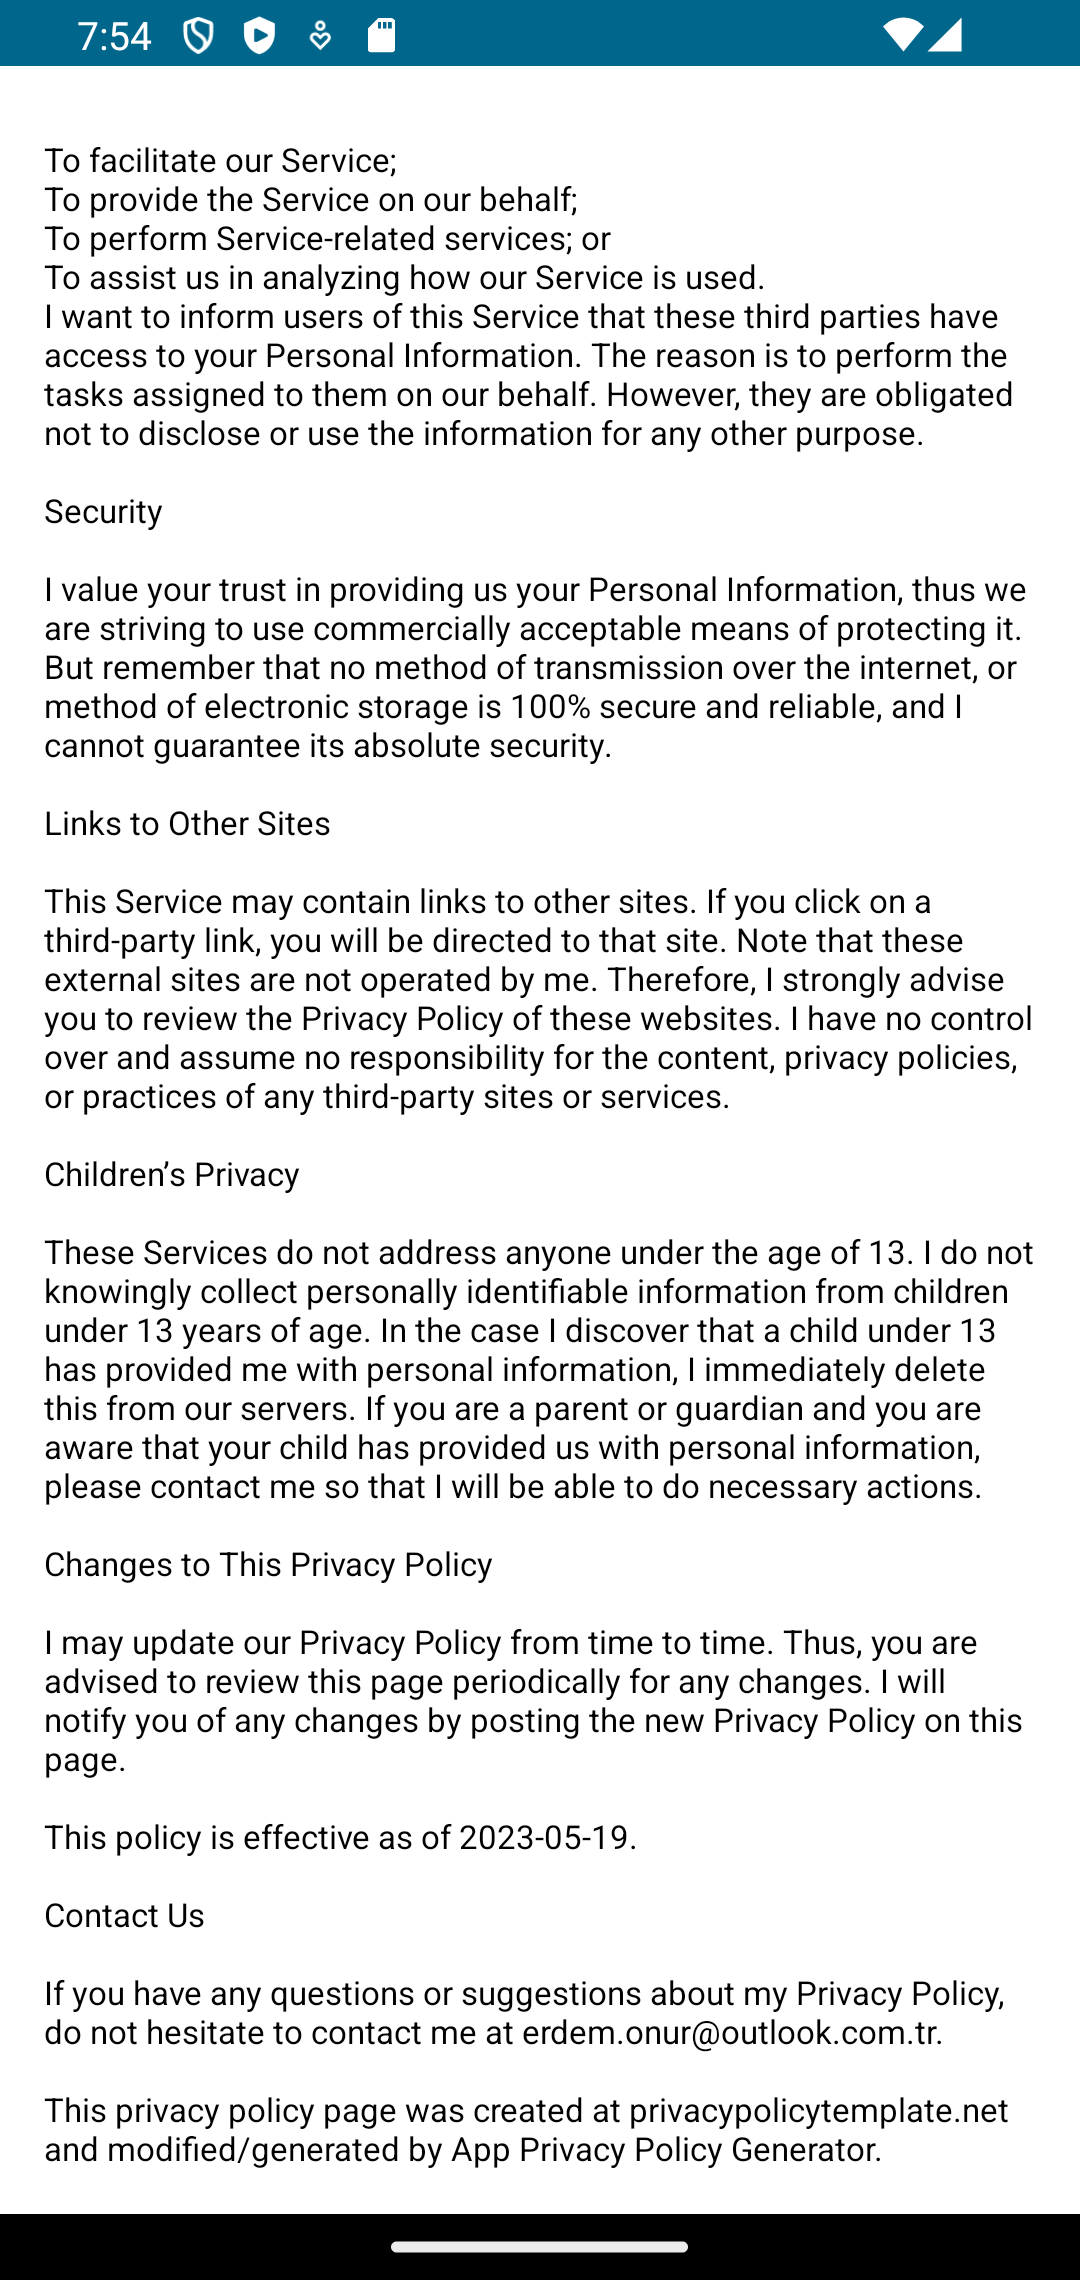 7:54
To facilitate our Service;
To provide the Service on our behalf;
To perform Service-related services; or
To assist us in analyzing how our Service is used.
I want to inform users of this Service that these third parties have
access to your Personal Information. The reason is to perform the
tasks assigned to them on our behalf. However, they are obligated
not to disclose or use the information for any other purpose.
Security
I value your trust in providing us your Personal Information, thus we
are striving to use commercially acceptable means of protecting it.
But remember that no method of transmission over the internet, or
method of electronic storage is 100% secure and reliable, and I
cannot guarantee its absolute security.
Links to Other Sites
This Service may contain links to other sites. If you click on a
third-party link, you will be directed to that site. Note that these
external sites are not operated by me. Therefore, I strongly advise
you to review the Privacy Policy of these websites. I have no control
over and assume no responsibility for the content, privacy policies,
or practices of any third-party sites or services.
Children’s Privacy
These Services do not address anyone under the age of 13. I do not
knowingly collect personally identifiable information from children
under 13 years of age. In the case I discover that a child under 13
has provided me with personal information, I immediately delete
this from our servers. If you are a parent or guardian and you are
aware that your child has provided us with personal information,
please contact me so that I will be able to do necessary actions.
Changes to This Privacy Policy
I may update our Privacy Policy from time to time. Thus, you are
advised to review this page periodically for any changes. I will
notify you of any changes by posting the new Privacy Policy on this
page.
This policy is effective as of 2023-05-19.
Contact Us
If you have any questions or suggestions about my Privacy Policy,
do not hesitate to contact me at erdem.onur@outlook.com.tr.
This privacy policy page was created at privacypolicytemplate.net
and modified/generated by App Privacy Policy Generator.